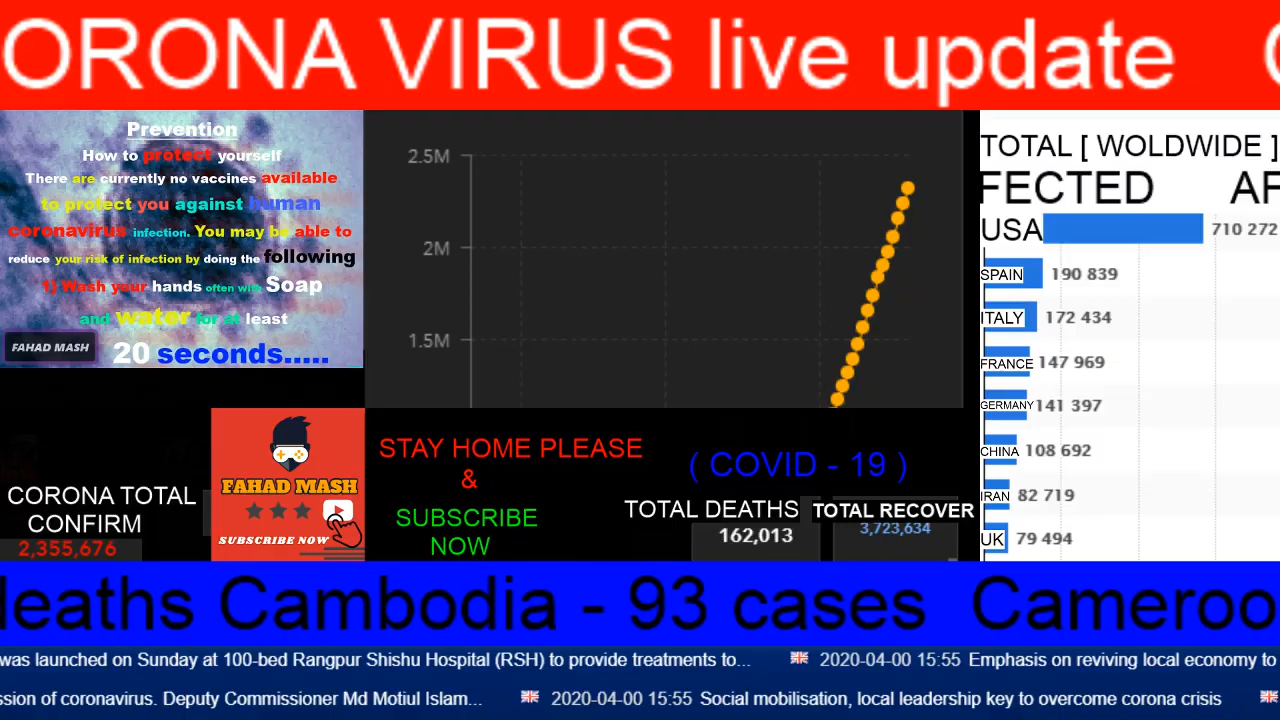 ORONA VIRUS live update
Prevention
How to protect yourself
There are currently no vaccines available
to protect you against human
coronavirus infection. You may be able to
reduce your risk of infection by doing the following
1) Wash your hands often with Soap
and water for at least
20 seconds.....
FAHAD MASH
2.5M
2M
1.5M
TOTAL [ WOLDWIDE ]
FECTED AF
USA 710 272
SPAIN 190 839
ITALY 172 434
FRANCE 147 969
GERMANY 141 397
CHINA 108 692
IRAN 82 719
UK 79 494
CORONA TOTAL
CONFIRM
2,355,676
FAHAD MASH
SUBSCRIBE NOW
STAY HOME PLEASE
&
SUBSCRIBE
NOW
( COVID - 19 )
TOTAL DEATHS
162,013
TOTAL RECOVER
3,723,634
deaths Cambodia - 93 cases Cameroo
was launched on Sunday at 100-bed Rangpur Shishu Hospital (RSH) to provide treatments to... 2020-04-00 15:55 Emphasis on reviving local economy to
ssion of coronavirus. Deputy Commissioner Md Motiul Islam... 2020-04-00 15:55 Social mobilisation, local leadership key to overcome corona crisis